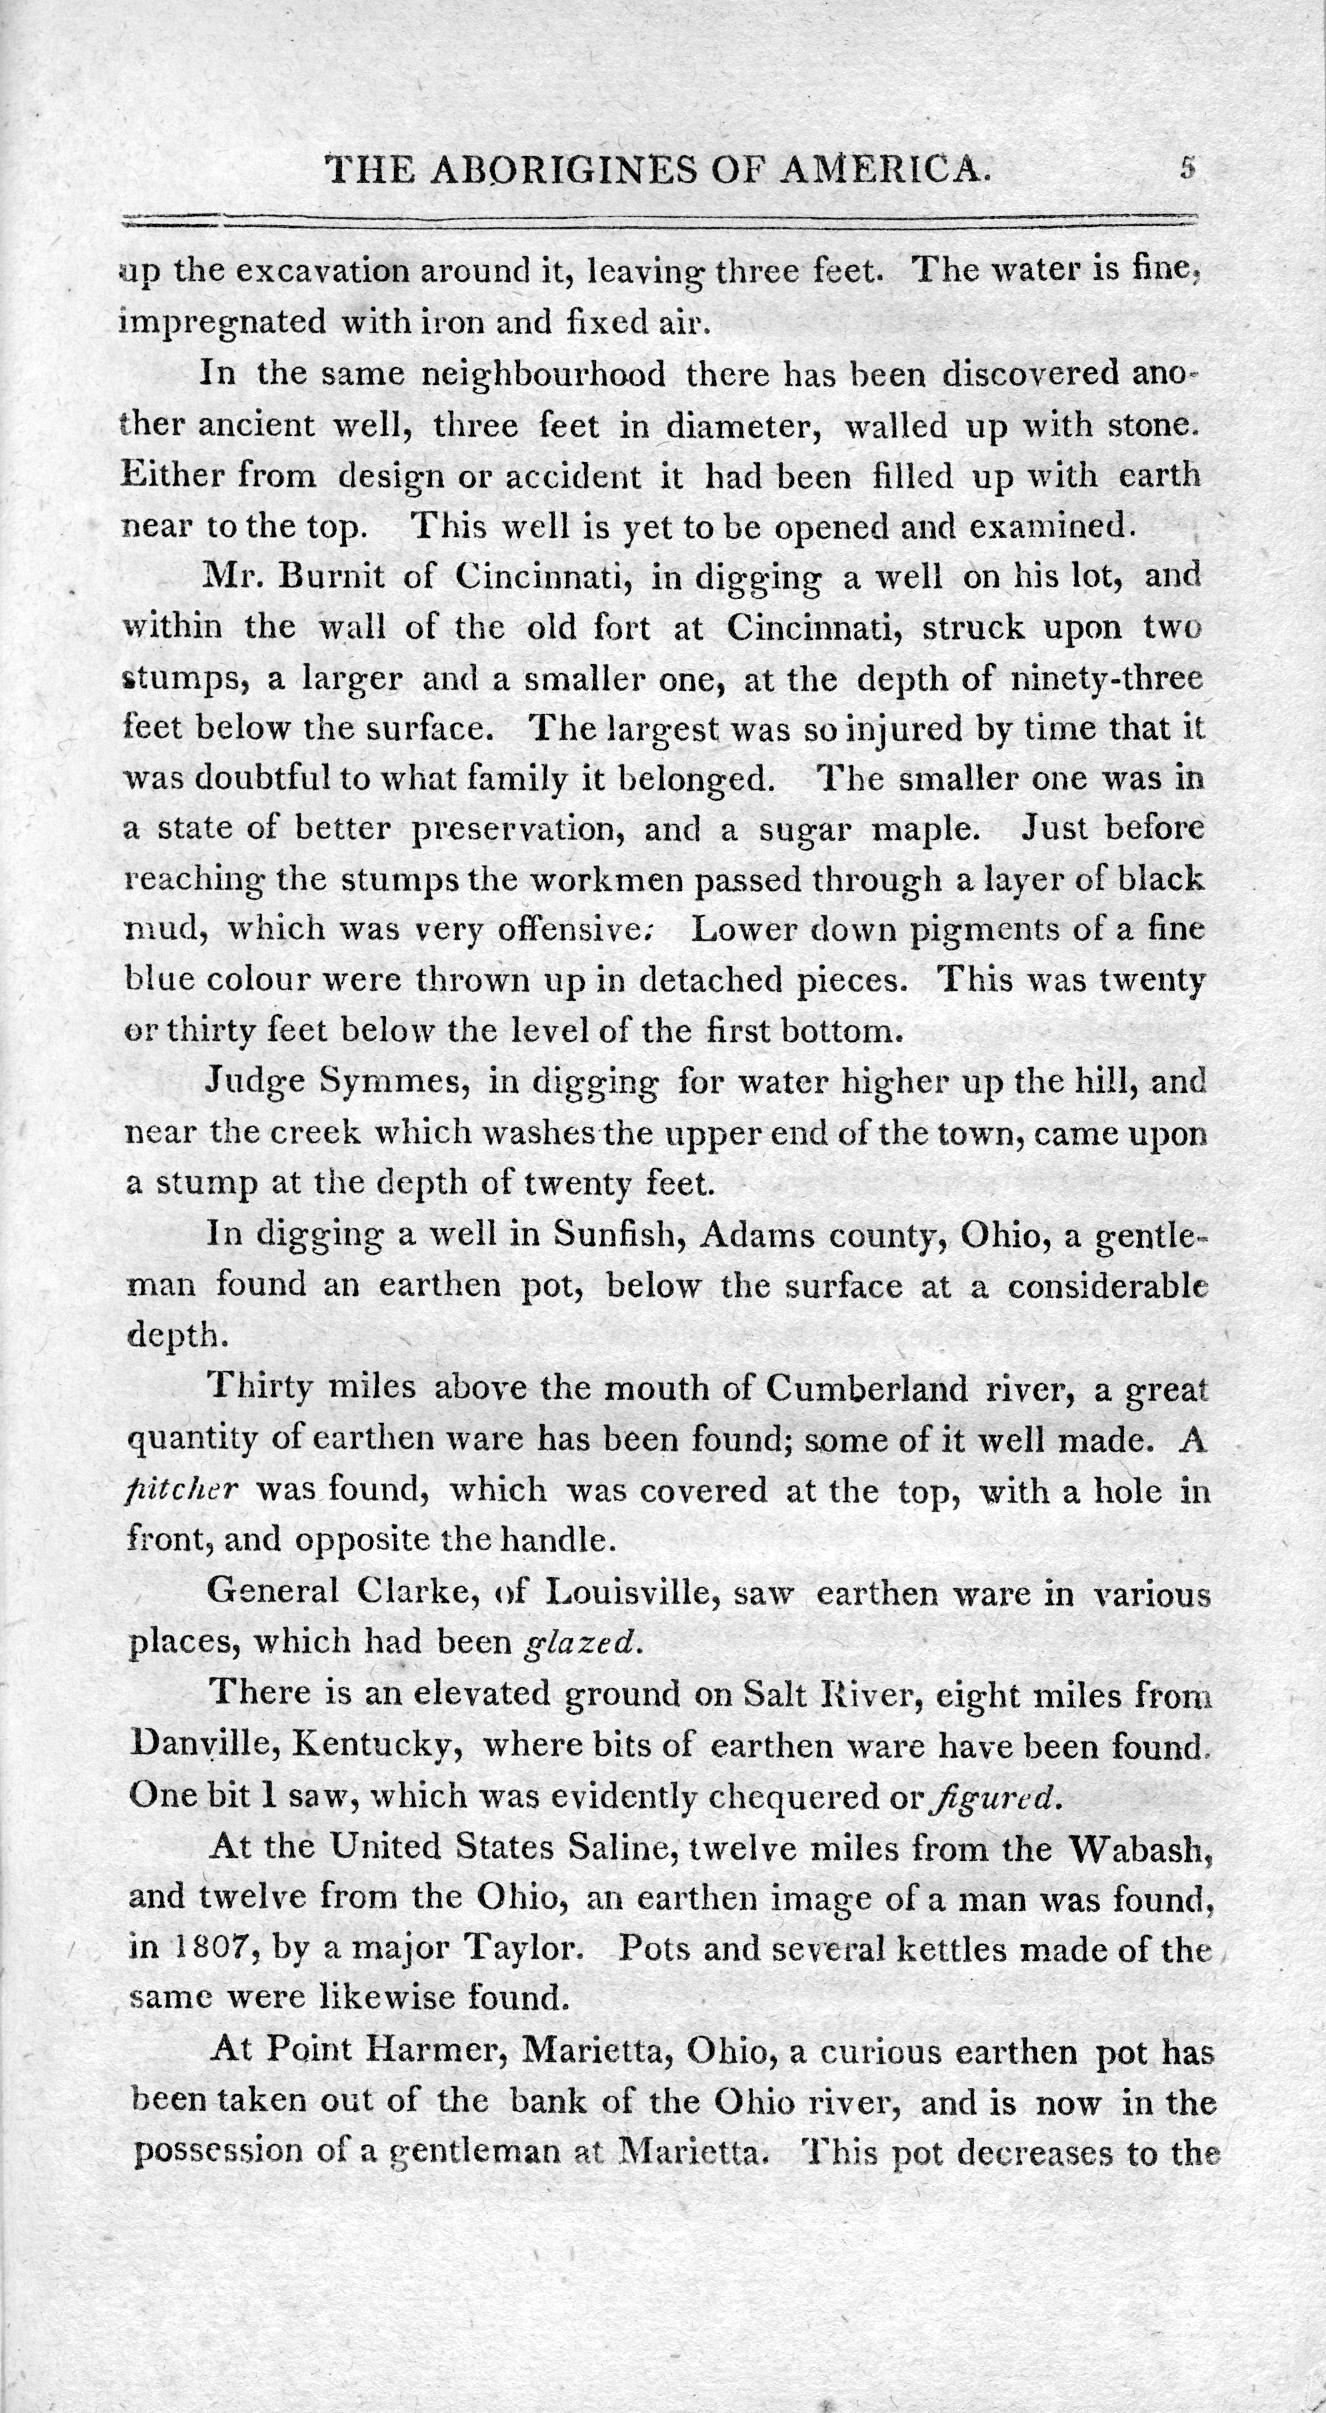 THE ABORIGINES OF AMERICA. 5
up the excavation around it, leaving three feet. The water is fine,
impregnated with iron and fixed air.
In the same neighbourhood there has been discovered ano-
ther ancient well, three feet in diameter, walled up with stone.
Either from design or accident it had been filled up with earth
near to the top. This well is yet to be opened and examined.
Mr. Burnit of Cincinnati, in digging a well on his lot, and
within the wall of the old fort at Cincinnati, struck upon two
stumps, a larger and a smaller one, at the depth of ninety-three
feet below the surface. The largest was so injured by time that it
was doubtful to what family it belonged. The smaller one was in
a state of better preservation, and a sugar maple. Just before
reaching the stumps the workmen passed through a layer of black
mud, which was very offensive: Lower down pigments of a fine
blue colour were thrown up in detached pieces. This was twenty
or thirty feet below the level of the first bottom.
Judge Symmes, in digging for water higher up the hill, and
near the creek which washes the upper end of the town, came upon
a stump at the depth of twenty feet.
In digging a well in Sunfish, Adams county, Ohio, a gentle-
man found an earthen pot, below the surface at a considerable
depth.
Thirty miles above the mouth of Cumberland river, a great
quantity of earthen ware has been found; some of it well made. A
pitcher was found, which was covered at the top, with a hole in
front, and opposite the handle.
General Clarke, of Louisville, saw earthen ware in various
places, which had been glazed.
There is an elevated ground on Salt River, eight miles from
Danville, Kentucky, where bits of earthen ware have been found.
One bit I saw, which was evidently chequered or figured.
At the United States Saline, twelve miles from the Wabash,
and twelve from the Ohio, an earthen image of a man was found,
in 1807, by a major Taylor. Pots and several kettles made of the
same were likewise found.
At Point Harmer, Marietta, Ohio, a curious earthen pot has
been taken out of the bank of the Ohio river, and is now in the
possession of a gentleman at Marietta. This pot decreases to the